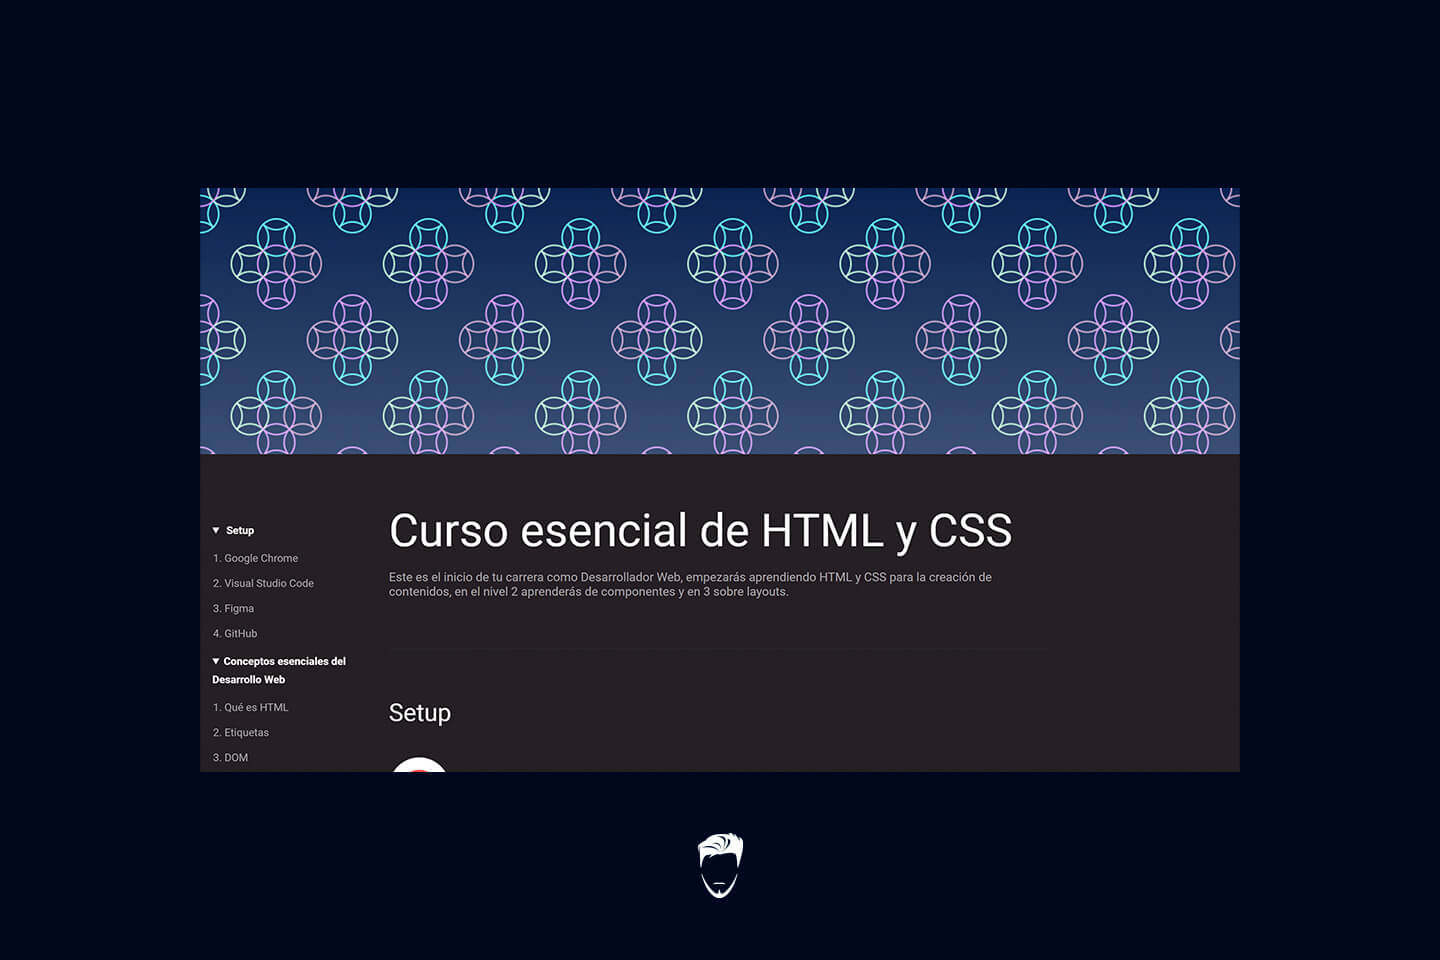 ▼ Setup
1. Google Chrome
2. Visual Studio Code
3. Figma
4. GitHub
▼ Conceptos esenciales del
Desarrollo Web
1. Qué es HTML
2. Etiquetas
3. DOM
Curso esencial de HTML y CSS
Este es el inicio de tu carrera como Desarrollador Web, empezarás aprendiendo HTML y CSS para la creación de
contenidos, en el nivel 2 aprenderás de componentes y en 3 sobre layouts.
Setup